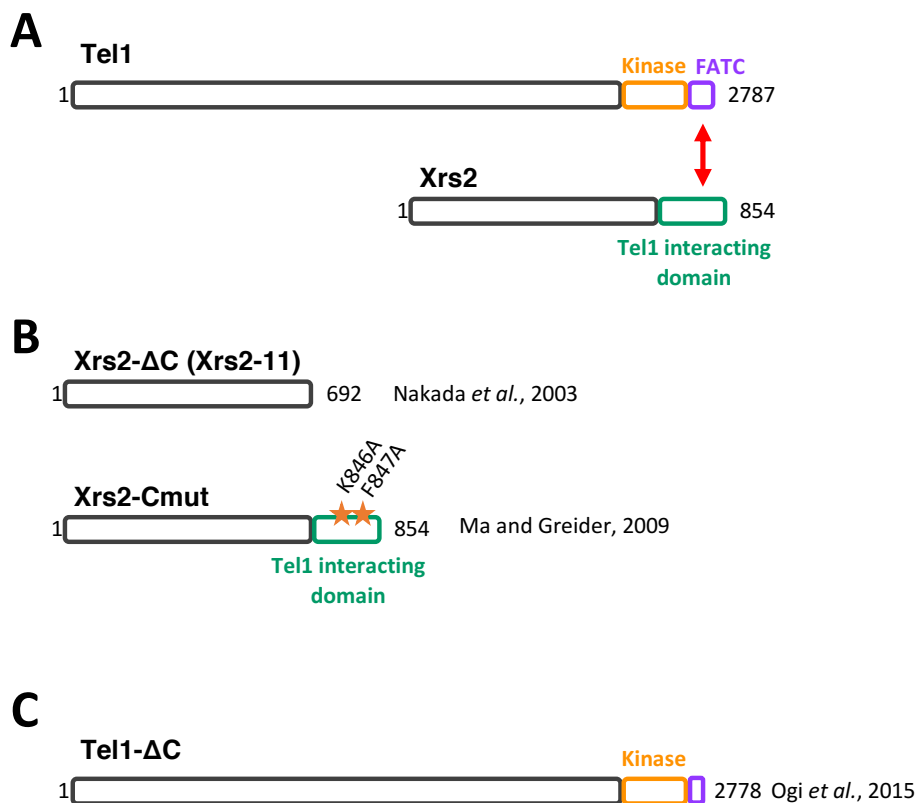 A
Tel1
Kinase FATC
1 2787
Xrs2
1 854
Tel1 interacting
domain
B
Xrs2-ΔC (Xrs2-11)
1 692 Nakada et al., 2003
K846A
F847A
Xrs2-Cmut
1 854 Ma and Greider, 2009
Tel1 interacting
domain
C
Tel1-ΔC
Kinase
1 2778 Ogi et al., 2015